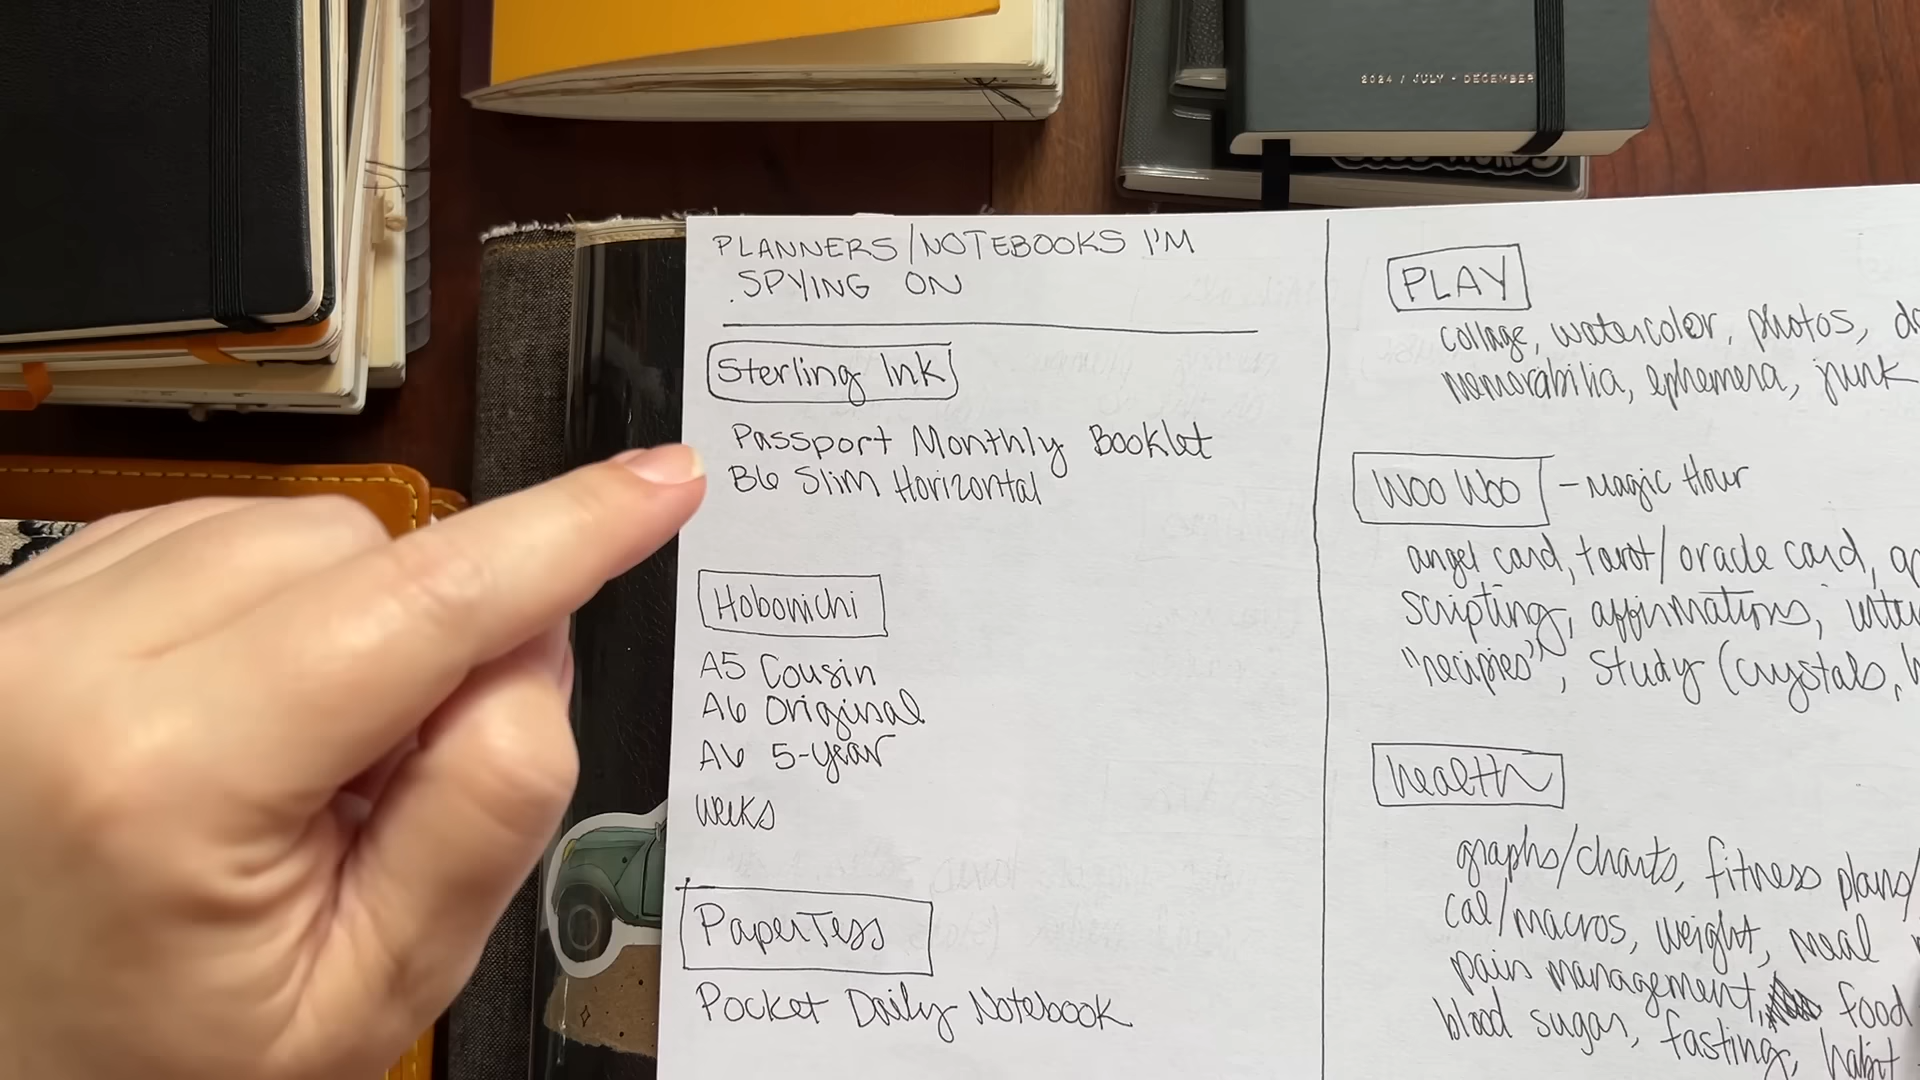 2024 / JULY - DECEMBER
PLANNERS/NOTEBOOKS I'M
SPYING ON
Sterling Ink
Passport Monthly Booklet
B6 Slim Horizontal
Hobonichi
A5 Cousin
A6 Original
A6 5-year
Weeks
PaperTess
Pocket Daily Notebook
PLAY
collage, watercolor, photos,
memorabilia, ephemera, junk
Woo Woo - Magic Hour
angel card, tarot/oracle card,
scripting, affirmations,
"recipies", Study (crystals,
health
graphs/charts, fitness plans/
cal/macros, weight, meal
pain management, food
blood sugar, fasting, habit